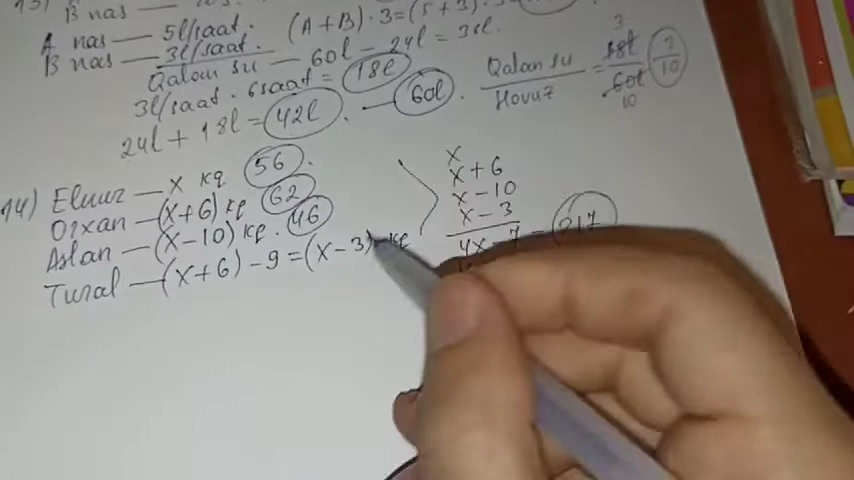 13) B nas —
A nas — 5l/saat. (A+B)·3=(5+3)
B nas — 3l/saat.
Qalan su — 60l - 24l = 36l.
3l/saat · 6saat = 18l
24l + 18l = 42l. — 60l.
Qalan su / Hovuz = 18l / 60l 3 / 10
3
10
14) Elnur — x kq 56.
Orxan — (x+6) kq 62
Aslan — (x-10) kq. 46
Tural — (x+6)-9=(x-3) kq
x
x+6
x-10
x-3
4x-7 = 217